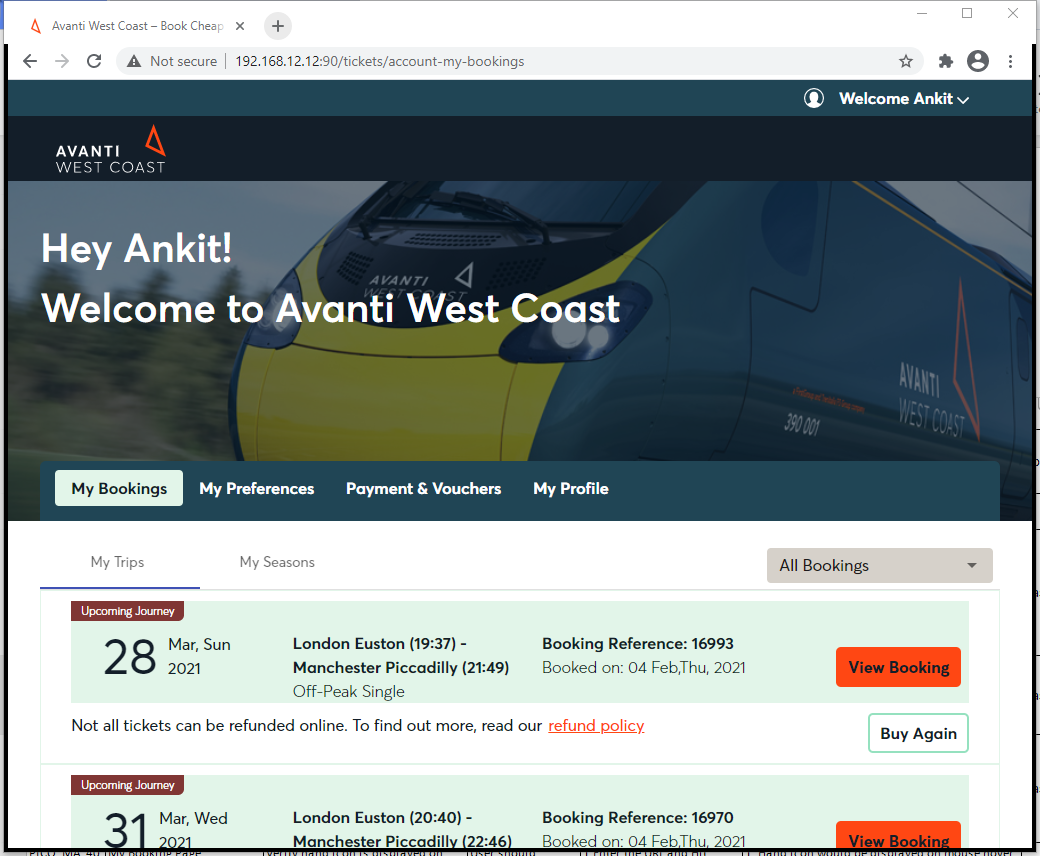 Avanti West Coast – Book Cheap
Not secure 192.168.12.12:90/tickets/account-my-bookings
Welcome Ankit
AVANTI
WEST COAST
Hey Ankit!
Welcome to Avanti West Coast
AVANTI
WEST COAST
AVANTI
WEST COAST
390 001
My Bookings My Preferences Payment & Vouchers My Profile
My Trips My Seasons All Bookings
Upcoming Journey
28 Mar, Sun
2021
London Euston (19:37) -
Manchester Piccadilly (21:49)
Off-Peak Single
Booking Reference: 16993
Booked on: 04 Feb,Thu, 2021
View Booking
Not all tickets can be refunded online. To find out more, read our refund policy
Buy Again
Upcoming Journey
31 Mar, Wed
2021
London Euston (20:40) -
Manchester Piccadilly (22:46)
Booking Reference: 16970
Booked on: 04 Feb,Thu, 2021
View Booking